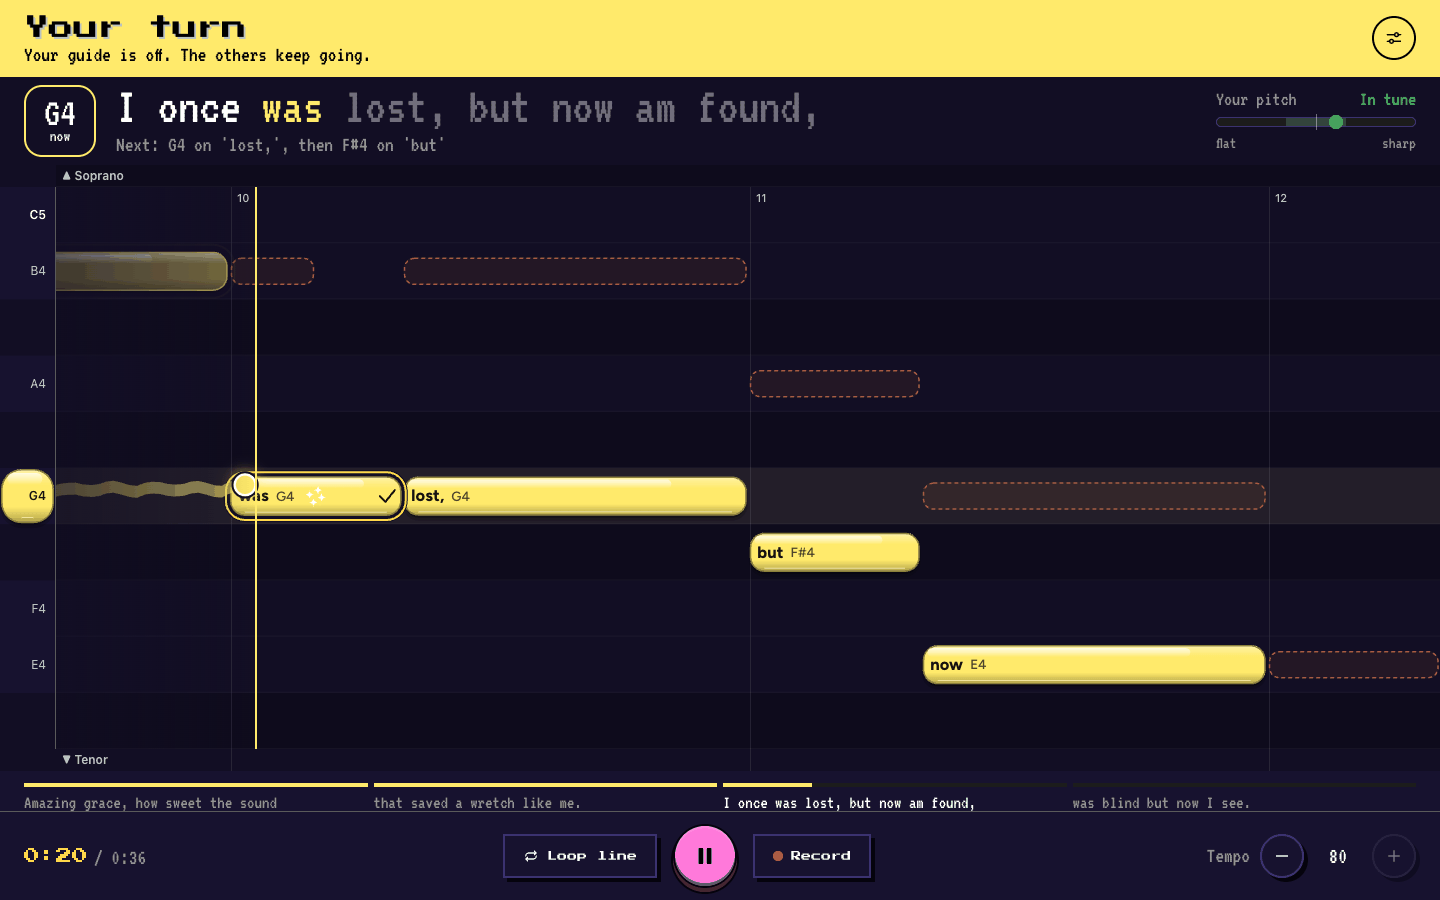 Your turn
Your guide is off. The others keep going.
G4
now
I once was lost, but now am found,
Next: G4 on 'lost,', then F#4 on 'but'
Your pitch
In tune
flat
sharp
▲ Soprano
10
11
12
C5
B4
A4
G4
was G4
lost, G4
but F#4
F4
E4
now E4
▼ Tenor
Amazing grace, how sweet the sound
that saved a wretch like me.
I once was lost, but now am found,
was blind but now I see.
0:20 / 0:36
Loop line
Record
Tempo
80